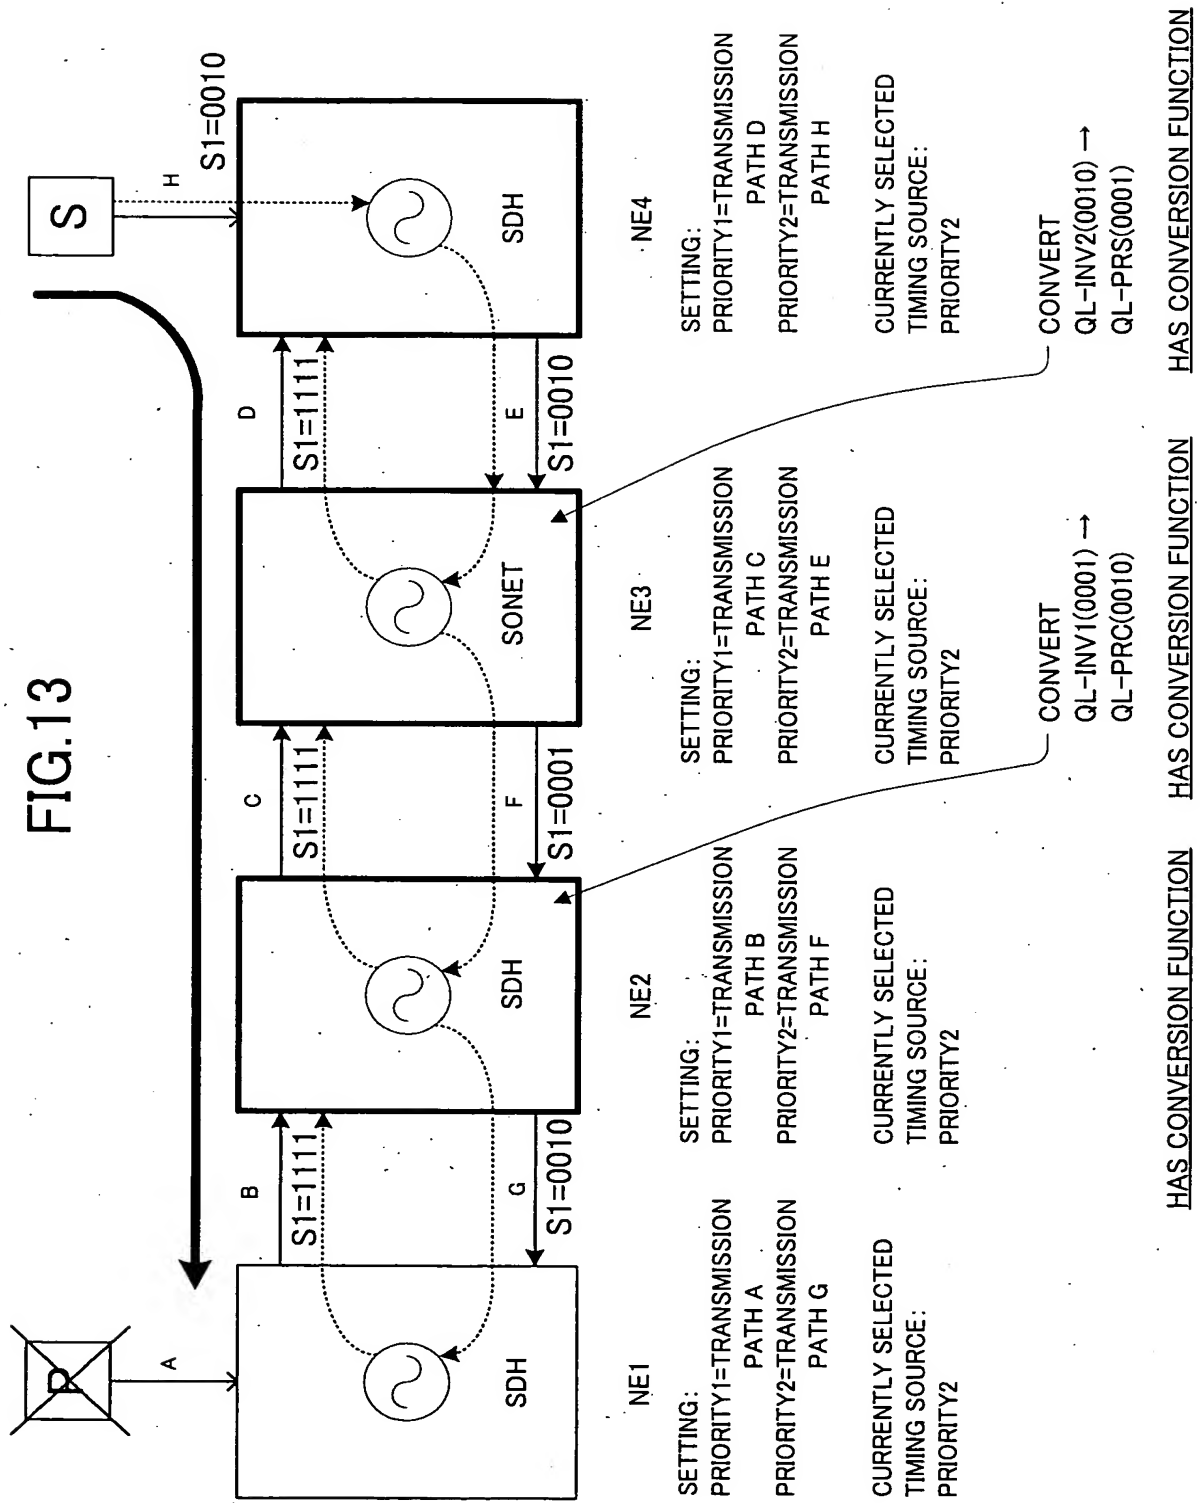 FIG.13
P
A
S
H
S1=0010
B
S1=1111
C
S1=1111
D
S1=1111
SDH
SDH
SONET
SDH
G
S1=0010
F
S1=0001
E
S1=0010
NE1
SETTING:
PRIORITY1=TRANSMISSION
PATH A
PRIORITY2=TRANSMISSION
PATH G
CURRENTLY SELECTED
TIMING SOURCE:
PRIORITY2
NE2
SETTING:
PRIORITY1=TRANSMISSION
PATH B
PRIORITY2=TRANSMISSION
PATH F
CURRENTLY SELECTED
TIMING SOURCE:
PRIORITY2
HAS CONVERSION FUNCTION
NE3
SETTING:
PRIORITY1=TRANSMISSION
PATH C
PRIORITY2=TRANSMISSION
PATH E
CURRENTLY SELECTED
TIMING SOURCE:
PRIORITY2
CONVERT
QL-INV1(0001) →
QL-PRC(0010)
HAS CONVERSION FUNCTION
NE4
SETTING:
PRIORITY1=TRANSMISSION
PATH D
PRIORITY2=TRANSMISSION
PATH H
CURRENTLY SELECTED
TIMING SOURCE:
PRIORITY2
CONVERT
QL-INV2(0010) →
QL-PRS(0001)
HAS CONVERSION FUNCTION